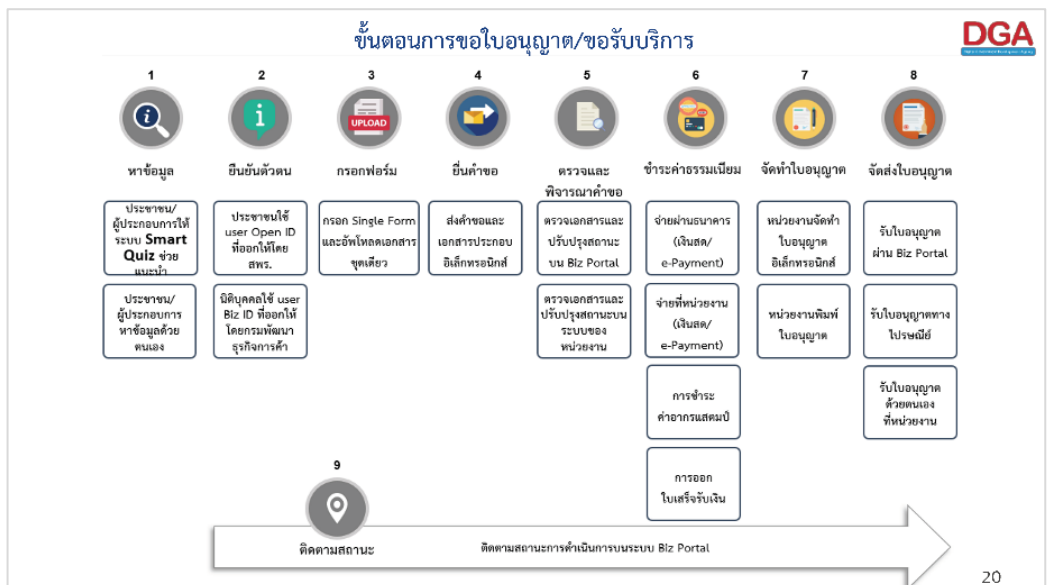 ขั้นตอนการขอใบอนุญาต/ขอรับบริการ
DGA
1
2
3
4
5
6
7
8
UPLOAD
หาข้อมูล
ยืนยันตัวตน
กรอกฟอร์ม
ยื่นคำขอ
ตรวจและ
พิจารณาคำขอ
ชำระค่าธรรมเนียม
จัดทำใบอนุญาต
จัดส่งใบอนุญาต
ประชาชน/
ผู้ประกอบการให้
ระบบ Smart
Quiz ช่วย
แนะนำ
ประชาชน/
ผู้ประกอบการ
หาข้อมูลด้วย
ตนเอง
ประชาชนใช้
user Open ID
ที่ออกให้โดย
สพร.
นิติบุคคลใช้ user
Biz ID ที่ออกให้
โดยกรมพัฒนา
ธุรกิจการค้า
กรอก Single Form
และอัพโหลดเอกสาร
ชุดเดียว
ส่งคำขอและ
เอกสารประกอบ
อิเล็กทรอนิกส์
ตรวจเอกสารและ
ปรับปรุงสถานะ
บน Biz Portal
ตรวจเอกสารและ
ปรับปรุงสถานะบน
ระบบของ
หน่วยงาน
จ่ายผ่านธนาคาร
(เงินสด/
e-Payment)
จ่ายที่หน่วยงาน
(เงินสด/
e-Payment)
การชำระ
ค่าอากรแสตมป์
การออก
ใบเสร็จรับเงิน
หน่วยงานจัดทำ
ใบอนุญาต
อิเล็กทรอนิกส์
หน่วยงานพิมพ์
ใบอนุญาต
รับใบอนุญาต
ผ่าน Biz Portal
รับใบอนุญาตทาง
ไปรษณีย์
รับใบอนุญาต
ด้วยตนเอง
ที่หน่วยงาน
9
ติดตามสถานะ
ติดตามสถานะการดำเนินการบนระบบ Biz Portal
20